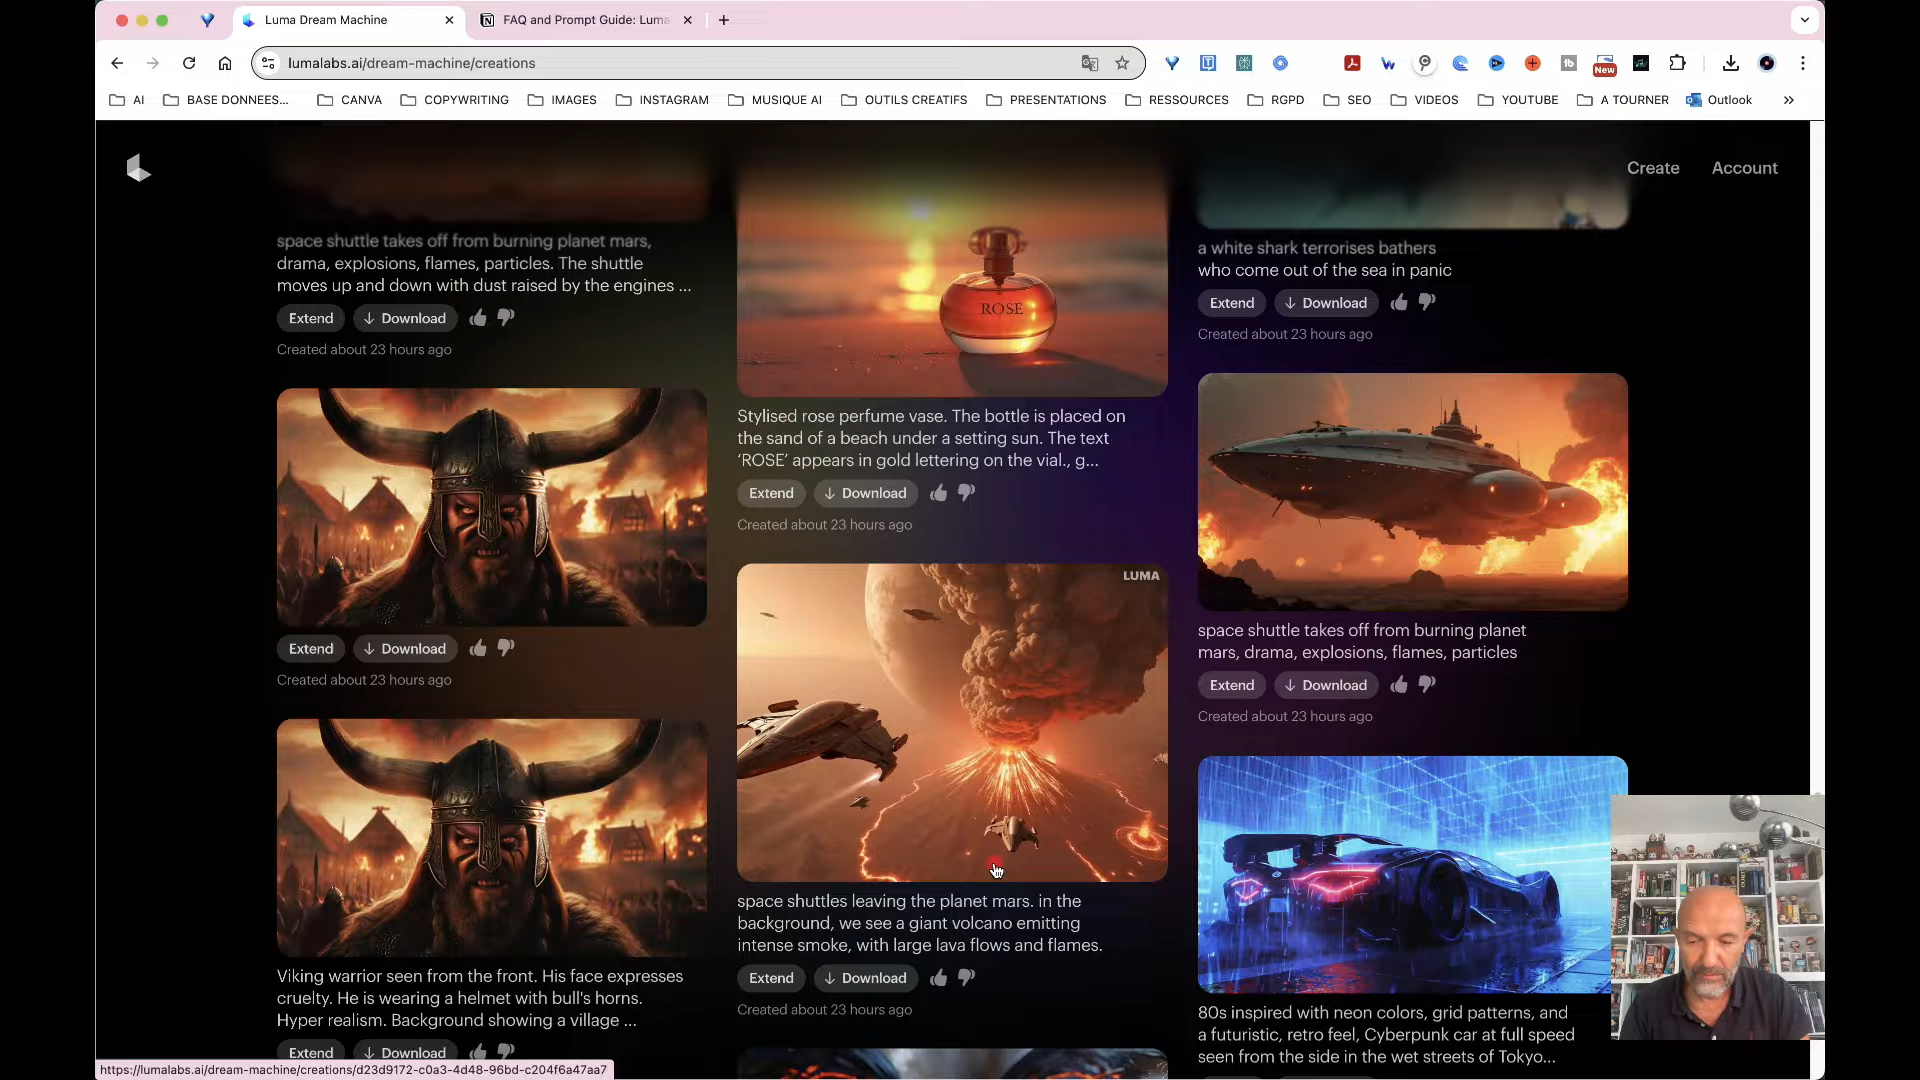 Luma Dream Machine
FAQ and Prompt Guide: Luma
lumalabs.ai/dream-machine/creations
New
AI
BASE DONNEES...
CANVA
COPYWRITING
IMAGES
INSTAGRAM
MUSIQUE AI
OUTILS CREATIFS
PRESENTATIONS
RESSOURCES
RGPD
SEO
VIDEOS
YOUTUBE
A TOURNER
Outlook
Create
Account
space shuttle takes off from burning planet mars,
drama, explosions, flames, particles. The shuttle
moves up and down with dust raised by the engines ...
Extend
Download
Created about 23 hours ago
Extend
Download
Created about 23 hours ago
Viking warrior seen from the front. His face expresses
cruelty. He is wearing a helmet with bull's horns.
Hyper realism. Background showing a village ...
Extend
Download
ROSE
Stylised rose perfume vase. The bottle is placed on
the sand of a beach under a setting sun. The text
‘ROSE’ appears in gold lettering on the vial., g...
Extend
Download
Created about 23 hours ago
LUMA
space shuttles leaving the planet mars. in the
background, we see a giant volcano emitting
intense smoke, with large lava flows and flames.
Extend
Download
Created about 23 hours ago
a white shark terrorises bathers
who come out of the sea in panic
Extend
Download
Created about 23 hours ago
space shuttle takes off from burning planet
mars, drama, explosions, flames, particles
Extend
Download
Created about 23 hours ago
80s inspired with neon colors, grid patterns, and
a futuristic, retro feel, Cyberpunk car at full speed
seen from the side in the wet streets of Tokyo...
https://lumalabs.ai/dream-machine/creations/d23d9172-c0a3-4d48-96bd-c204f6a47aa7